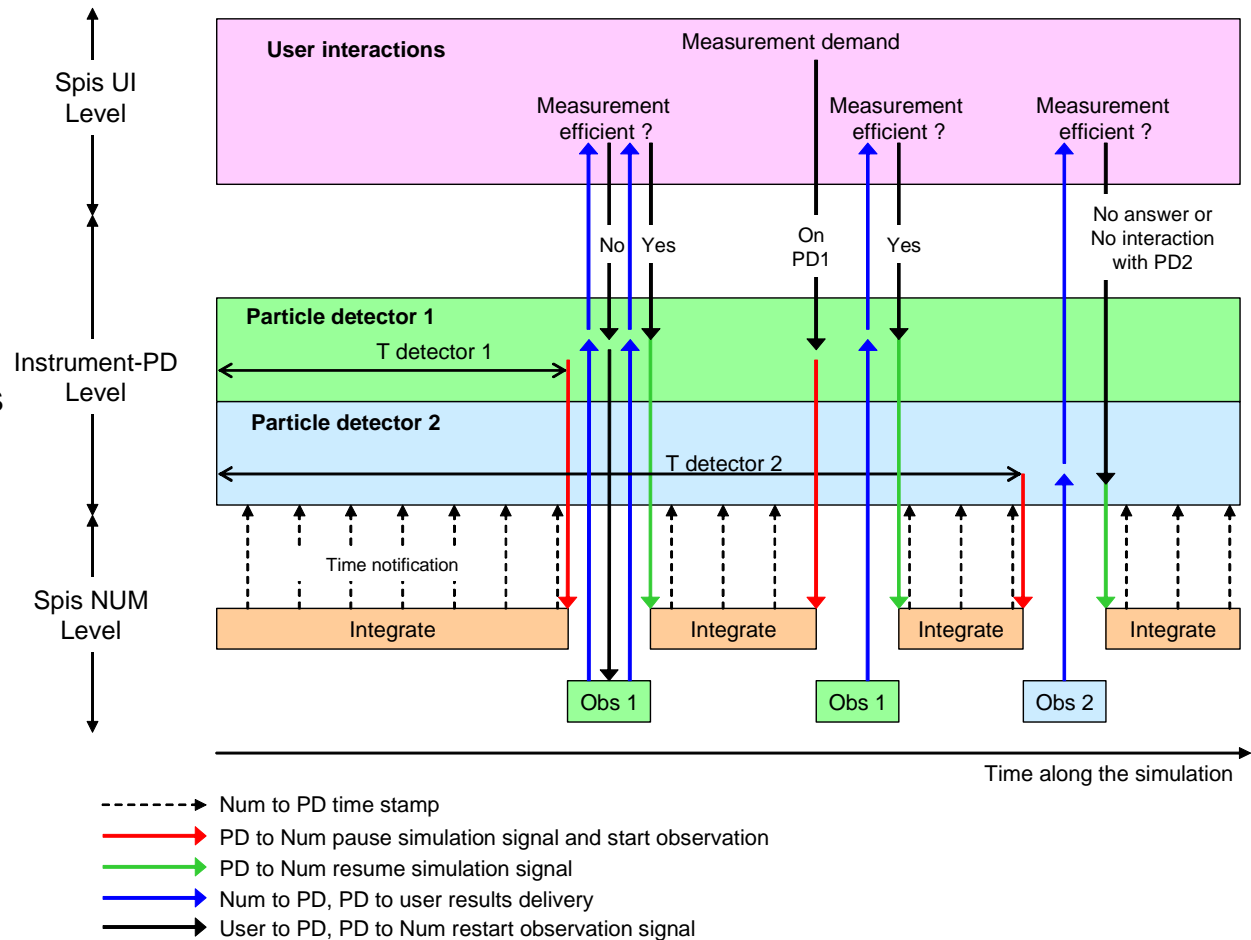 User interactions
Measurement demand
Spis UI
Level
Measurement
efficient ?
Measurement
efficient ?
Measurement
efficient ?
No
Yes
On
PD1
Yes
No answer or
No interaction
with PD2
Particle detector 1
T detector 1
Instrument-PD
Level
s
Particle detector 2
T detector 2
Time notification
Spis NUM
Level
Integrate
Integrate
Integrate
Integrate
Obs 1
Obs 1
Obs 2
Time along the simulation
Num to PD time stamp
PD to Num pause simulation signal and start observation
PD to Num resume simulation signal
Num to PD, PD to user results delivery
User to PD, PD to Num restart observation signal